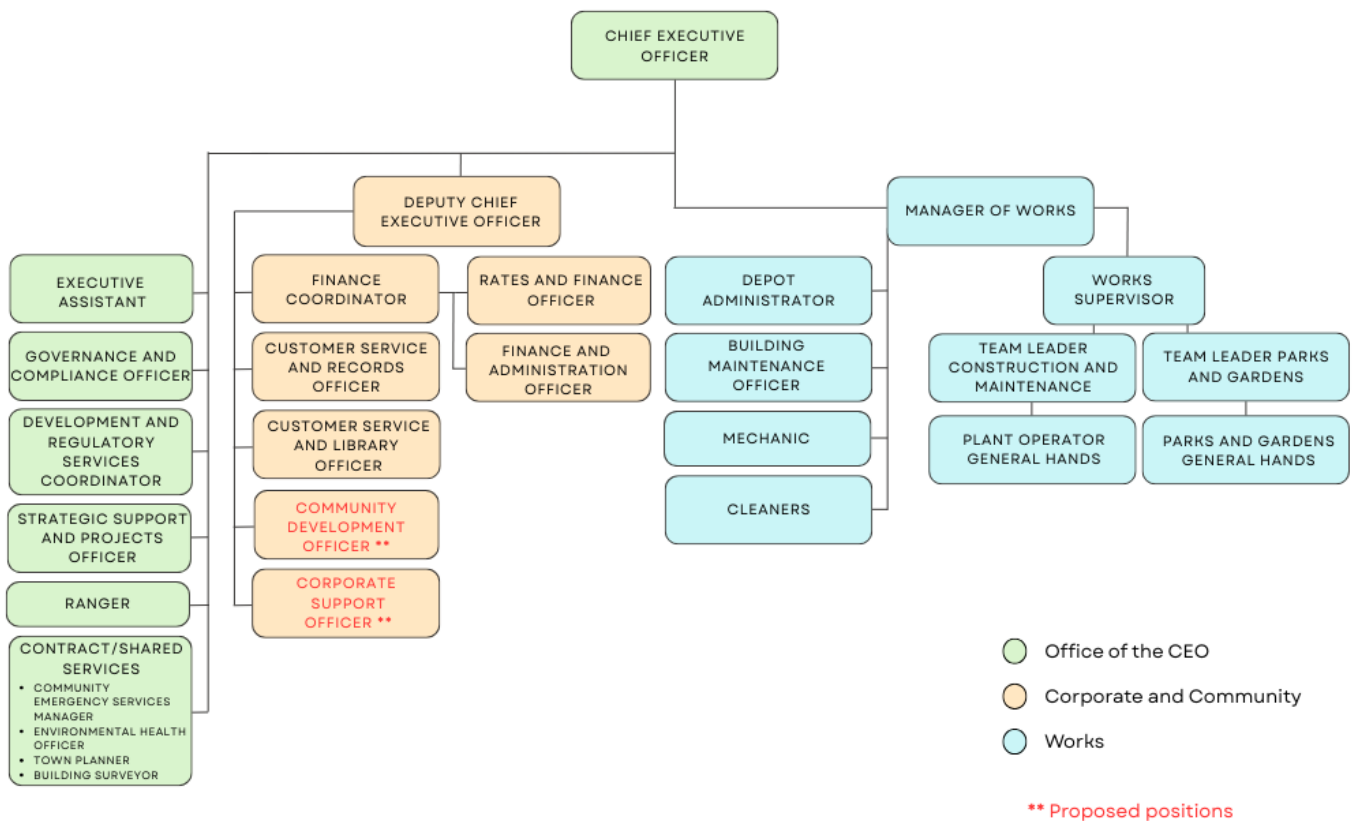 CHIEF EXECUTIVE
OFFICER
DEPUTY CHIEF
EXECUTIVE OFFICER
MANAGER OF WORKS
EXECUTIVE
ASSISTANT
GOVERNANCE AND
COMPLIANCE OFFICER
DEVELOPMENT AND
REGULATORY
SERVICES
COORDINATOR
STRATEGIC SUPPORT
AND PROJECTS
OFFICER
RANGER
CONTRACT/SHARED
SERVICES
• COMMUNITY
EMERGENCY SERVICES
MANAGER
• ENVIRONMENTAL HEALTH
OFFICER
• TOWN PLANNER
• BUILDING SURVEYOR
FINANCE
COORDINATOR
CUSTOMER SERVICE
AND RECORDS
OFFICER
CUSTOMER SERVICE
AND LIBRARY
OFFICER
COMMUNITY
DEVELOPMENT
OFFICER **
CORPORATE
SUPPORT
OFFICER **
RATES AND FINANCE
OFFICER
FINANCE AND
ADMINISTRATION
OFFICER
DEPOT
ADMINISTRATOR
BUILDING
MAINTENANCE
OFFICER
MECHANIC
CLEANERS
WORKS
SUPERVISOR
TEAM LEADER
CONSTRUCTION AND
MAINTENANCE
PLANT OPERATOR
GENERAL HANDS
TEAM LEADER PARKS
AND GARDENS
PARKS AND GARDENS
GENERAL HANDS
Office of the CEO
Corporate and Community
Works
** Proposed positions